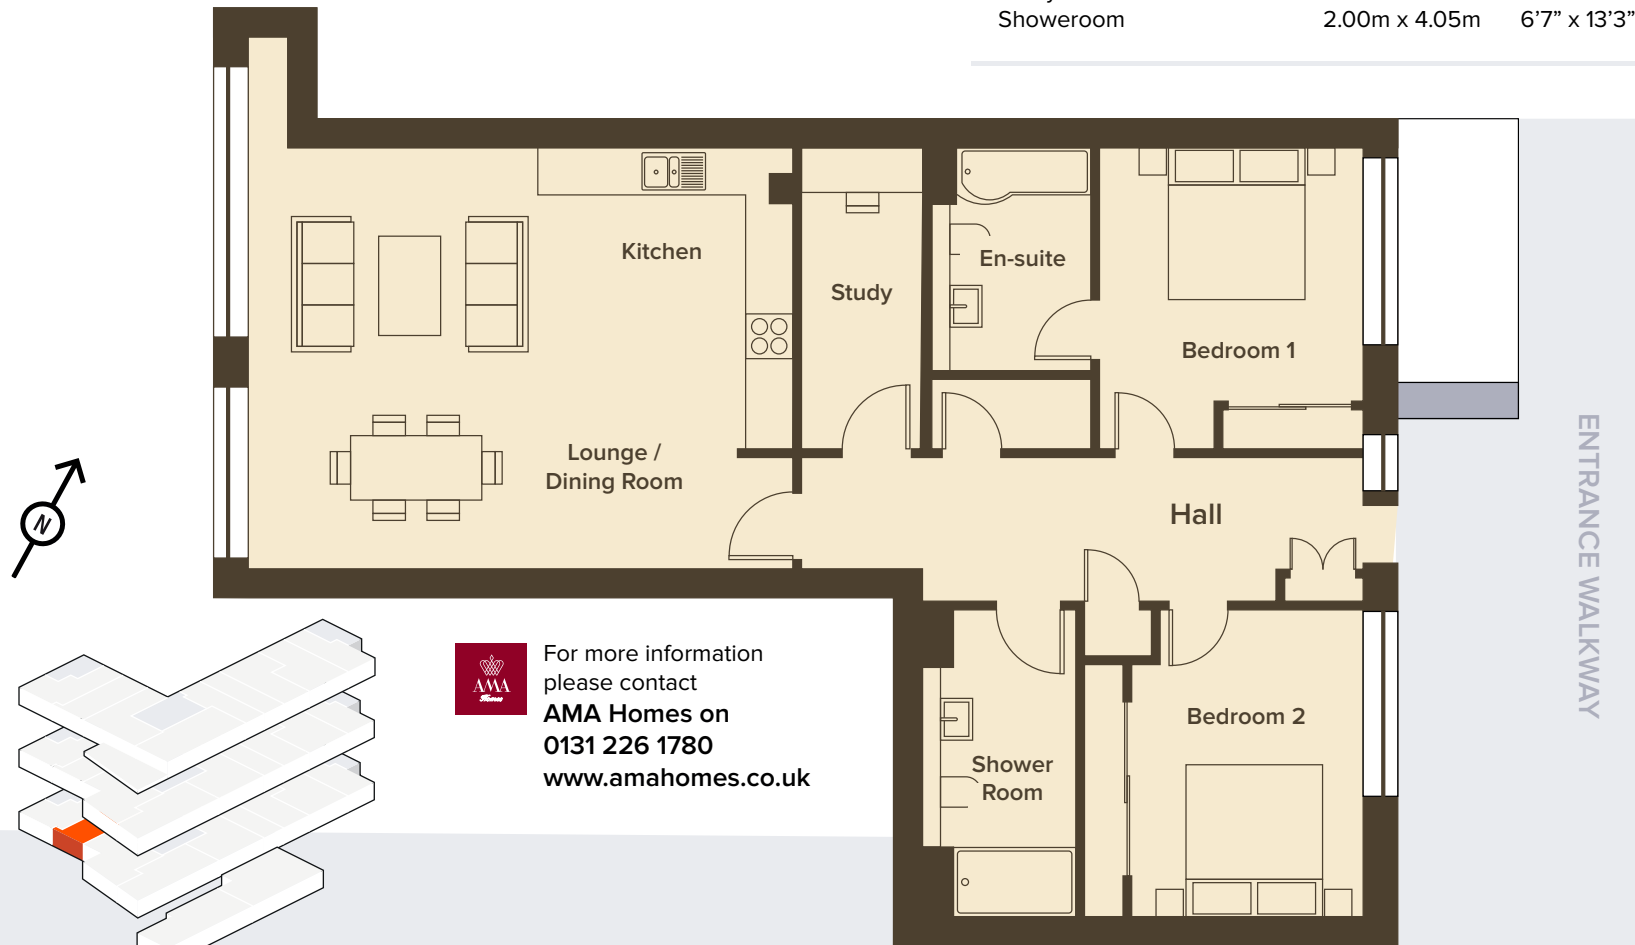 Showeroom 2.00m x 4.05m 6’7” x 13’3”
Kitchen
Study
En-suite
Bedroom 1
Lounge /
Dining Room
Hall
ENTRANCE WALKWAY
N
Shower
Room
Bedroom 2
AMA
Homes
For more information
please contact
AMA Homes on
0131 226 1780
www.amahomes.co.uk